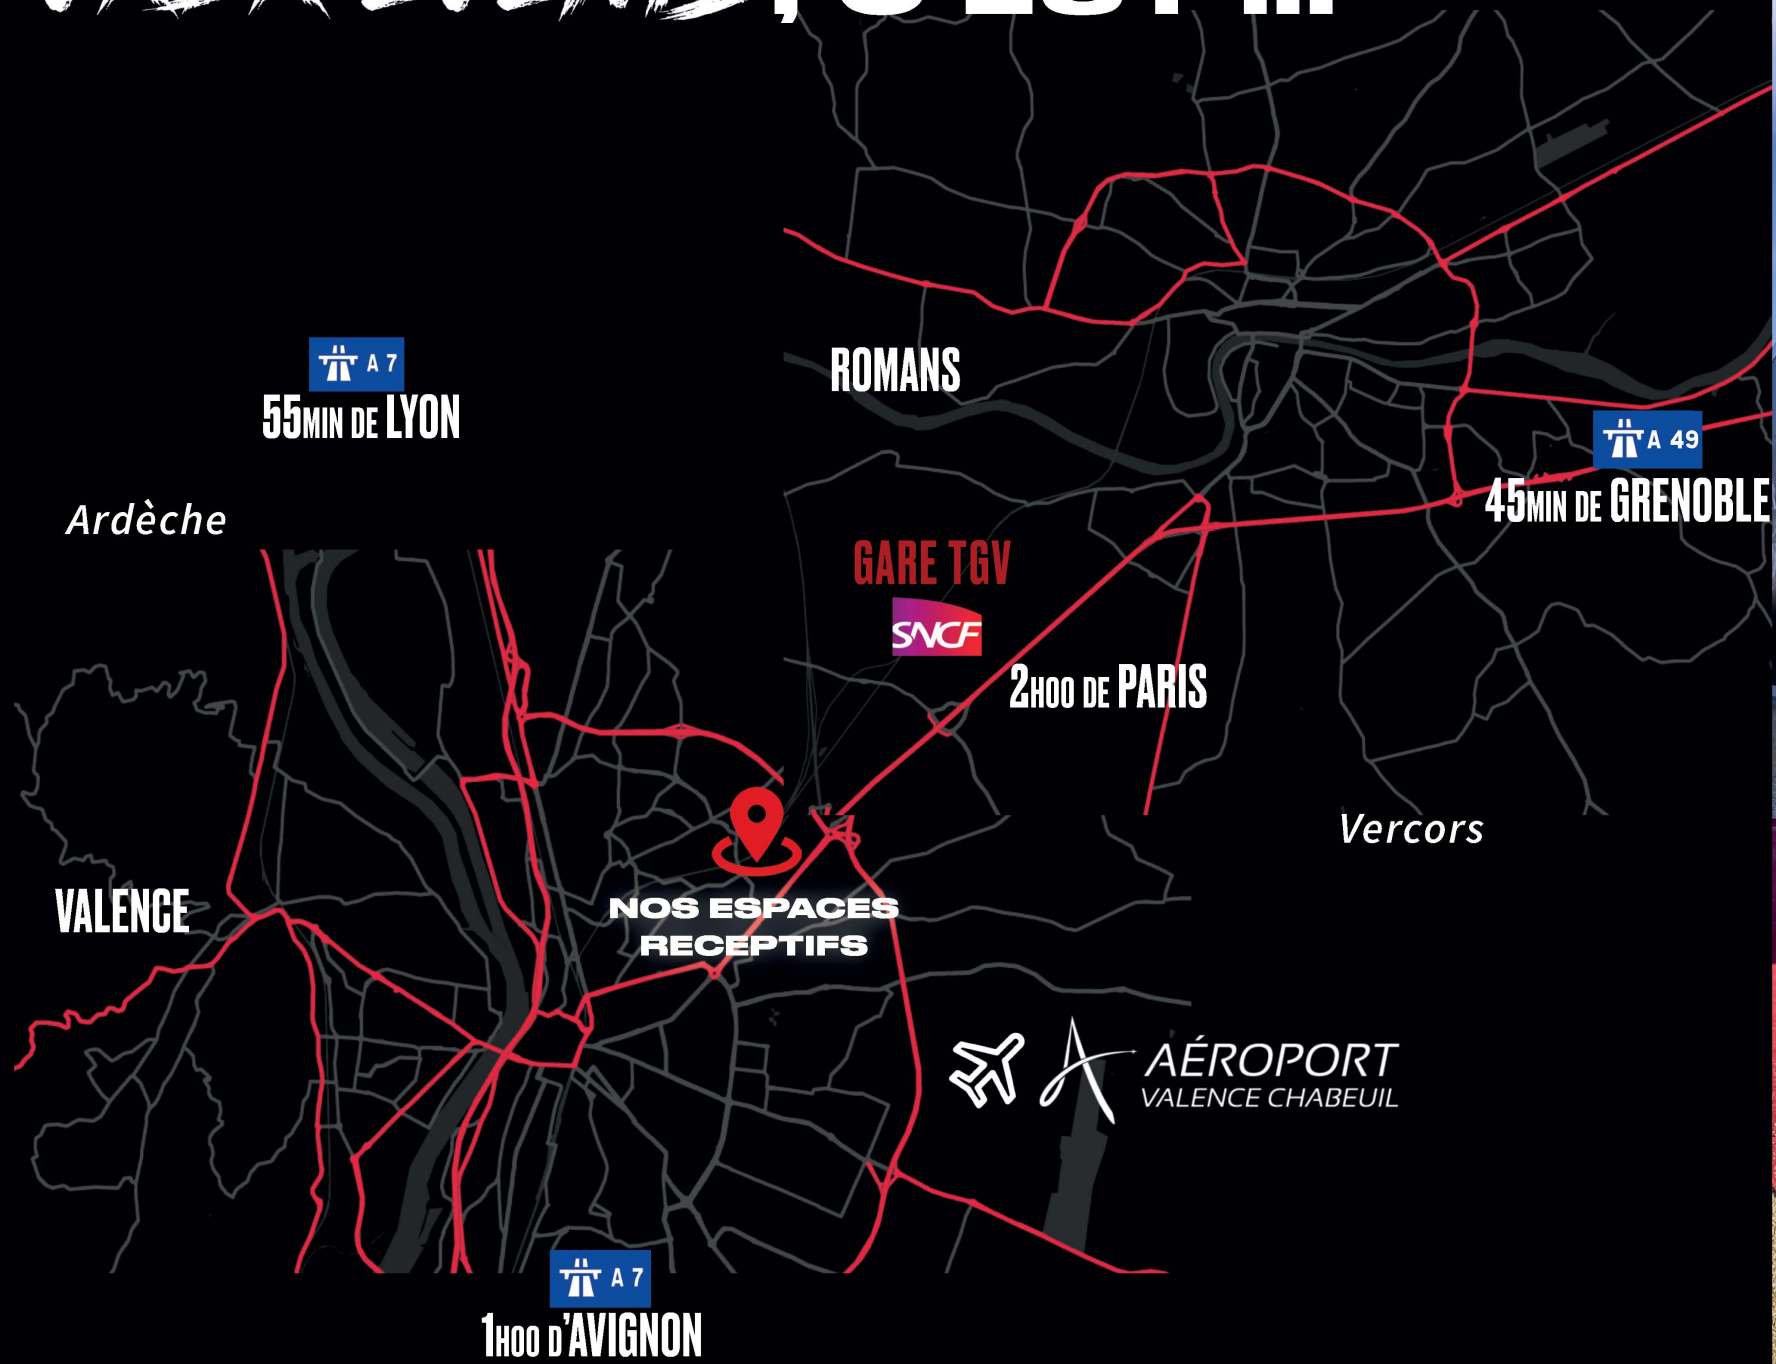 ROMANS
A 7
55MIN DE LYON
A 49
45MIN DE GRENOBLE
Ardèche
GARE TGV
SNCF
2H00 DE PARIS
Vercors
VALENCE
NOS ESPACES
RECEPTIFS
AÉROPORT
VALENCE CHABEUIL
A 7
1H00 D'AVIGNON